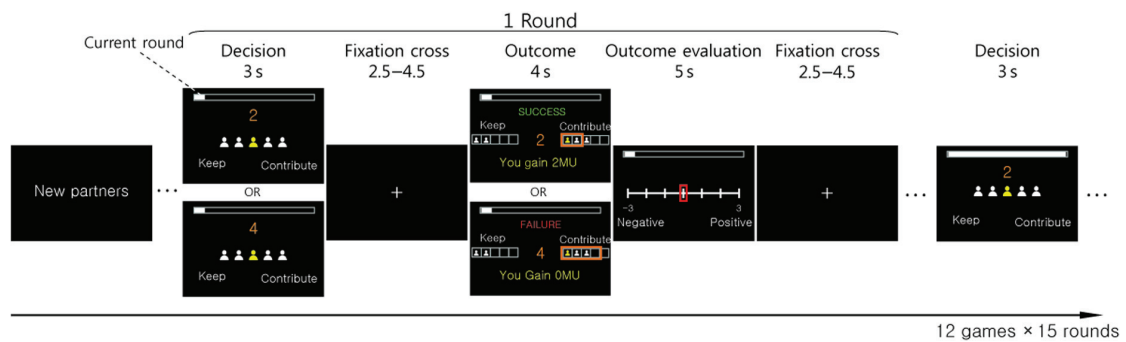 1 Round
Current round
Decision
3 s
Fixation cross
2.5–4.5
Outcome
4 s
Outcome evaluation
5 s
Fixation cross
2.5–4.5
Decision
3 s
New partners
...
2
Keep
Contribute
OR
4
Keep
Contribute
+
SUCCESS
Keep
Contribute
2
You gain 2MU
OR
FAILURE
Keep
Contribute
4
You Gain 0MU
−3
3
Negative
Positive
+
...
2
Keep
Contribute
...
12 games × 15 rounds